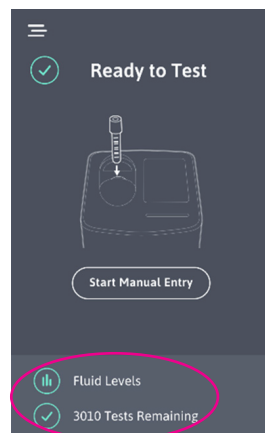 Ready to Test
Start Manual Entry
Fluid Levels
3010 Tests Remaining